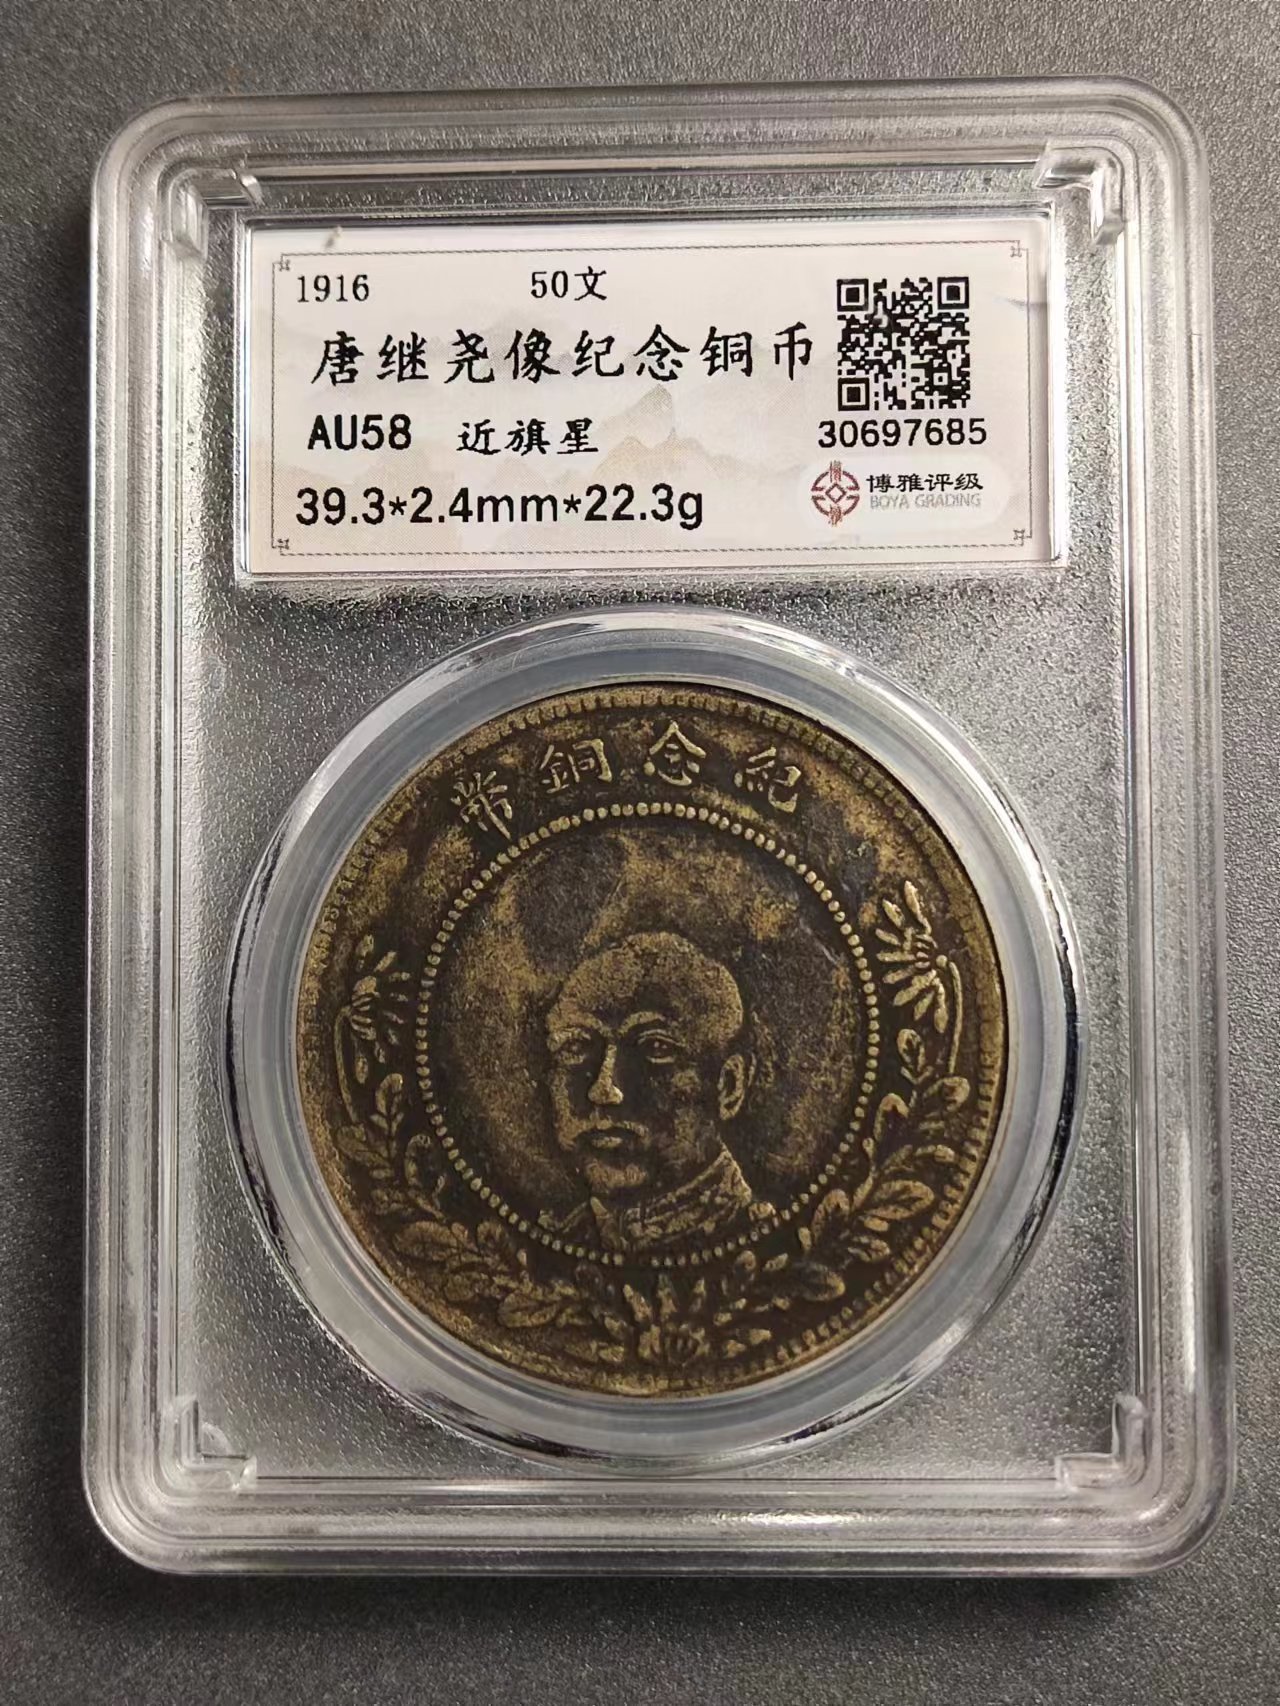 1916 50文
唐继尧像纪念铜币
AU58 近旗星
30697685
39.3*2.4mm*22.3g
博雅评级
BOYA GRADING
幣銅念紀